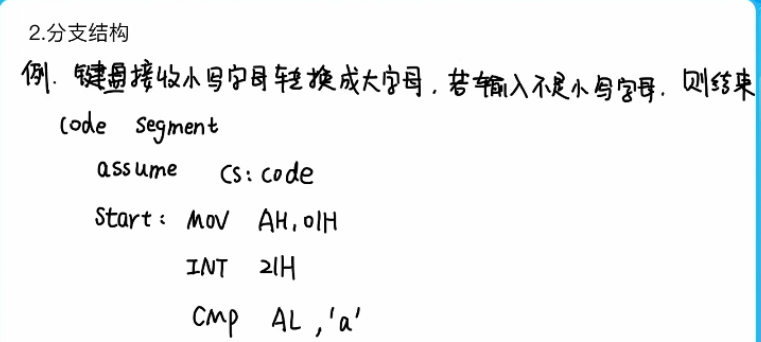 2.分支结构
例. 键盘接收小写字母转换成大字母, 若输入不是小写字母. 则结束
code segment
assume cs: code
start: MOV AH, 01H
INT 21H
CMP AL ,'a'